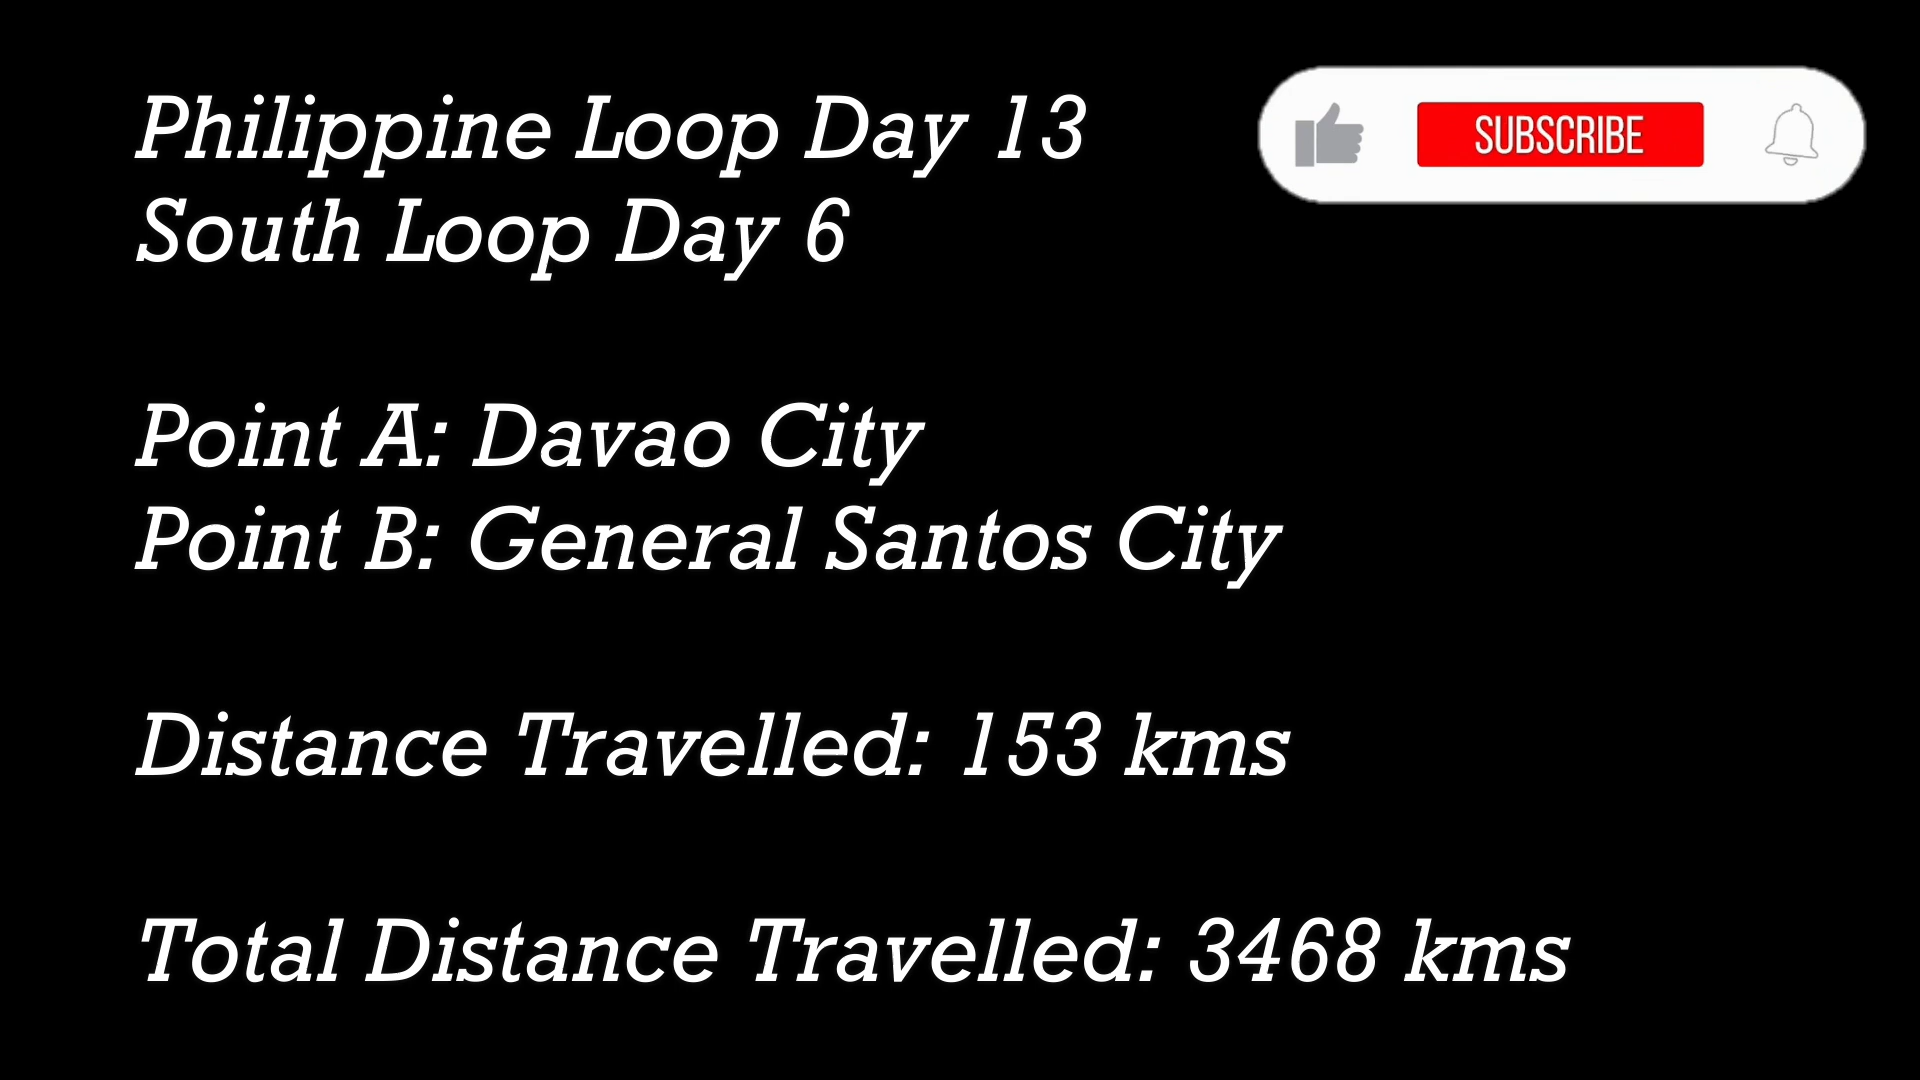 Philippine Loop Day 13
SUBSCRIBE
South Loop Day 6
Point A: Davao City
Point B: General Santos City
Distance Travelled: 153 kms
Total Distance Travelled: 3468 kms